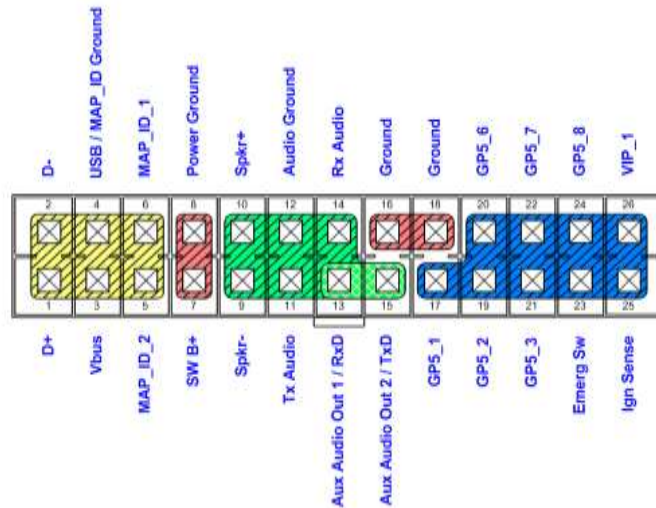 D-
USB / MAP_ID Ground
MAP_ID_1
Power Ground
Spkr+
Audio Ground
Rx Audio
Ground
Ground
GP5_6
GP5_7
GP5_8
VIP_1
2
4
6
8
10
12
14
16
18
20
22
24
26
1
3
5
7
9
11
13
15
17
19
21
23
25
D+
Vbus
MAP_ID_2
SW B+
Spkr-
Tx Audio
Aux Audio Out 1 / RxD
Aux Audio Out 2 / TxD
GP5_1
GP5_2
GP5_3
Emerg Sw
Ign Sense